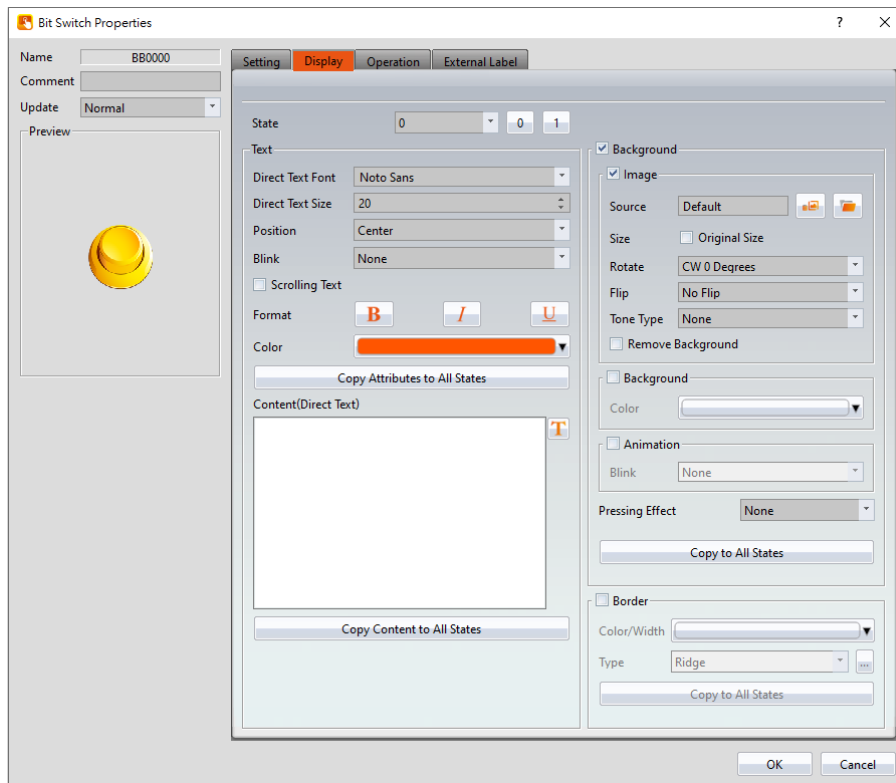 Bit Switch Properties
? ×
Name BB0000
Comment
Update Normal
Preview
Setting Display Operation External Label
State 0 0 1
Text
Direct Text Font Noto Sans
Direct Text Size 20
Position Center
Blink None
Scrolling Text
Format B I U
Color
Copy Attributes to All States
Content(Direct Text)
T
Copy Content to All States
Background
Image
Source Default
Size Original Size
Rotate CW 0 Degrees
Flip No Flip
Tone Type None
Remove Background
Background
Color
Animation
Blink None
Pressing Effect None
Copy to All States
Border
Color/Width
Type Ridge ...
Copy to All States
OK Cancel